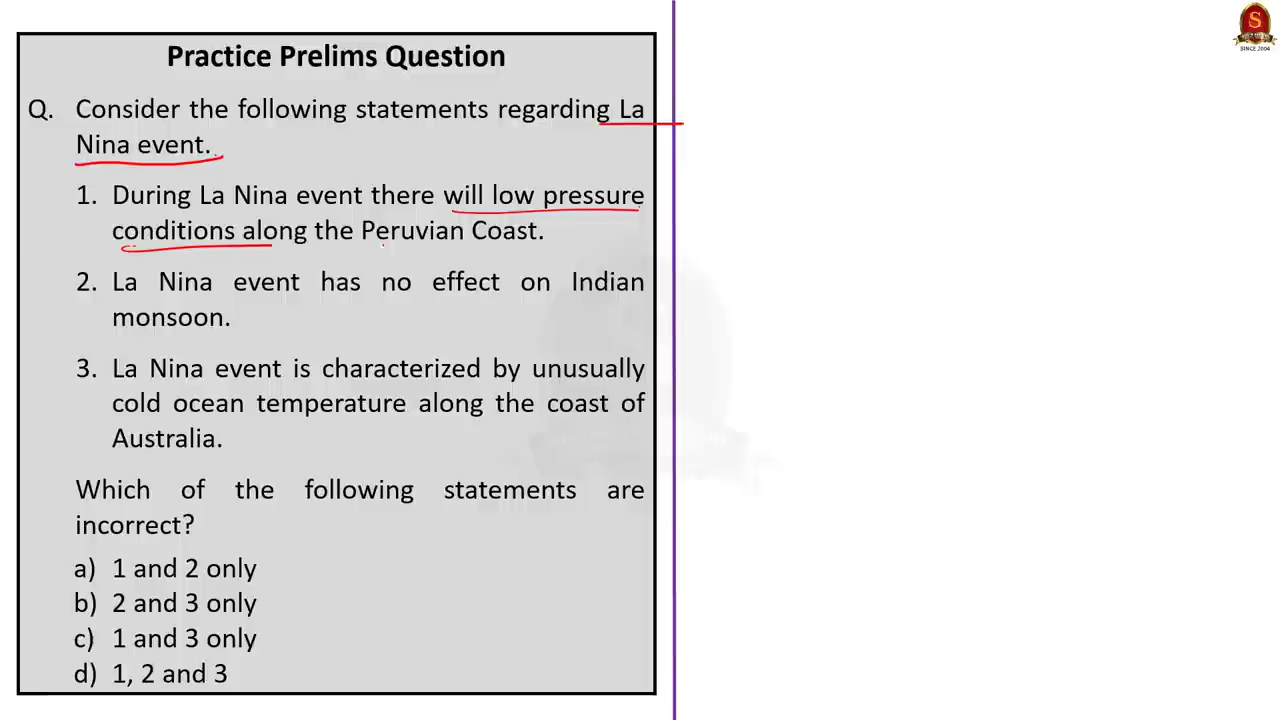 S
SINCE 2004
Practice Prelims Question
Q. Consider the following statements regarding La
Nina event.
1. During La Nina event there will low pressure
conditions along the Peruvian Coast.
2. La Nina event has no effect on Indian
monsoon.
3. La Nina event is characterized by unusually
cold ocean temperature along the coast of
Australia.
Which of the following statements are
incorrect?
a) 1 and 2 only
b) 2 and 3 only
c) 1 and 3 only
d) 1, 2 and 3